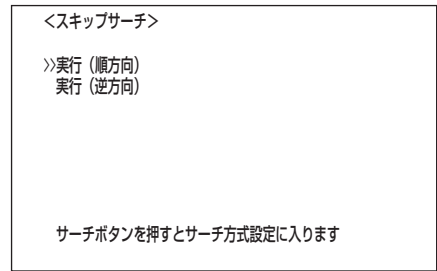 ＜スキップサーチ＞
>>実行（順方向）
実行（逆方向）
サーチボタンを押すとサーチ方式設定に入ります